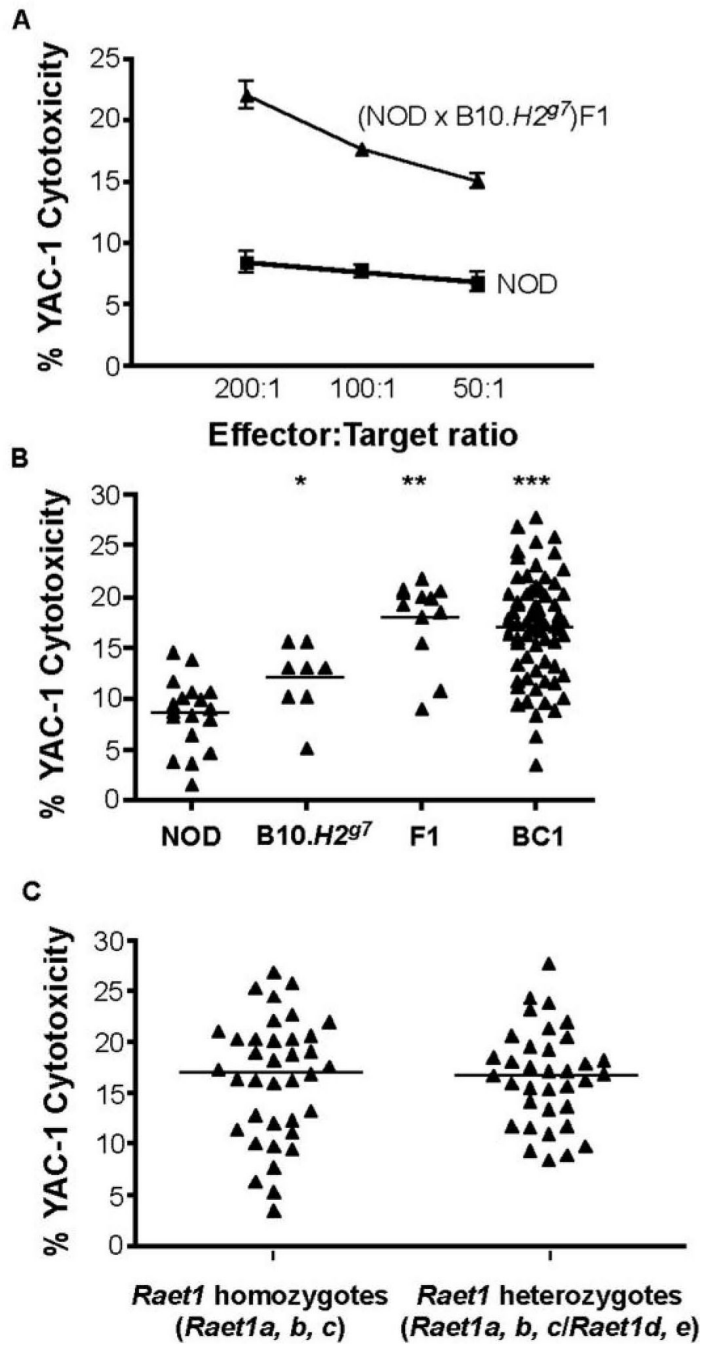 A
% YAC-1 Cytotoxicity
25
20
15
10
5
0
(NOD x B10.H2g7)F1
NOD
200:1 100:1 50:1
Effector:Target ratio
B
% YAC-1 Cytotoxicity
30
25
20
15
10
5
0
* ** ***
NOD B10.H2g7 F1 BC1
C
% YAC-1 Cytotoxicity
30
25
20
15
10
5
0
Raet1 homozygotes
(Raet1a, b, c)
Raet1 heterozygotes
(Raet1a, b, c/Raet1d, e)